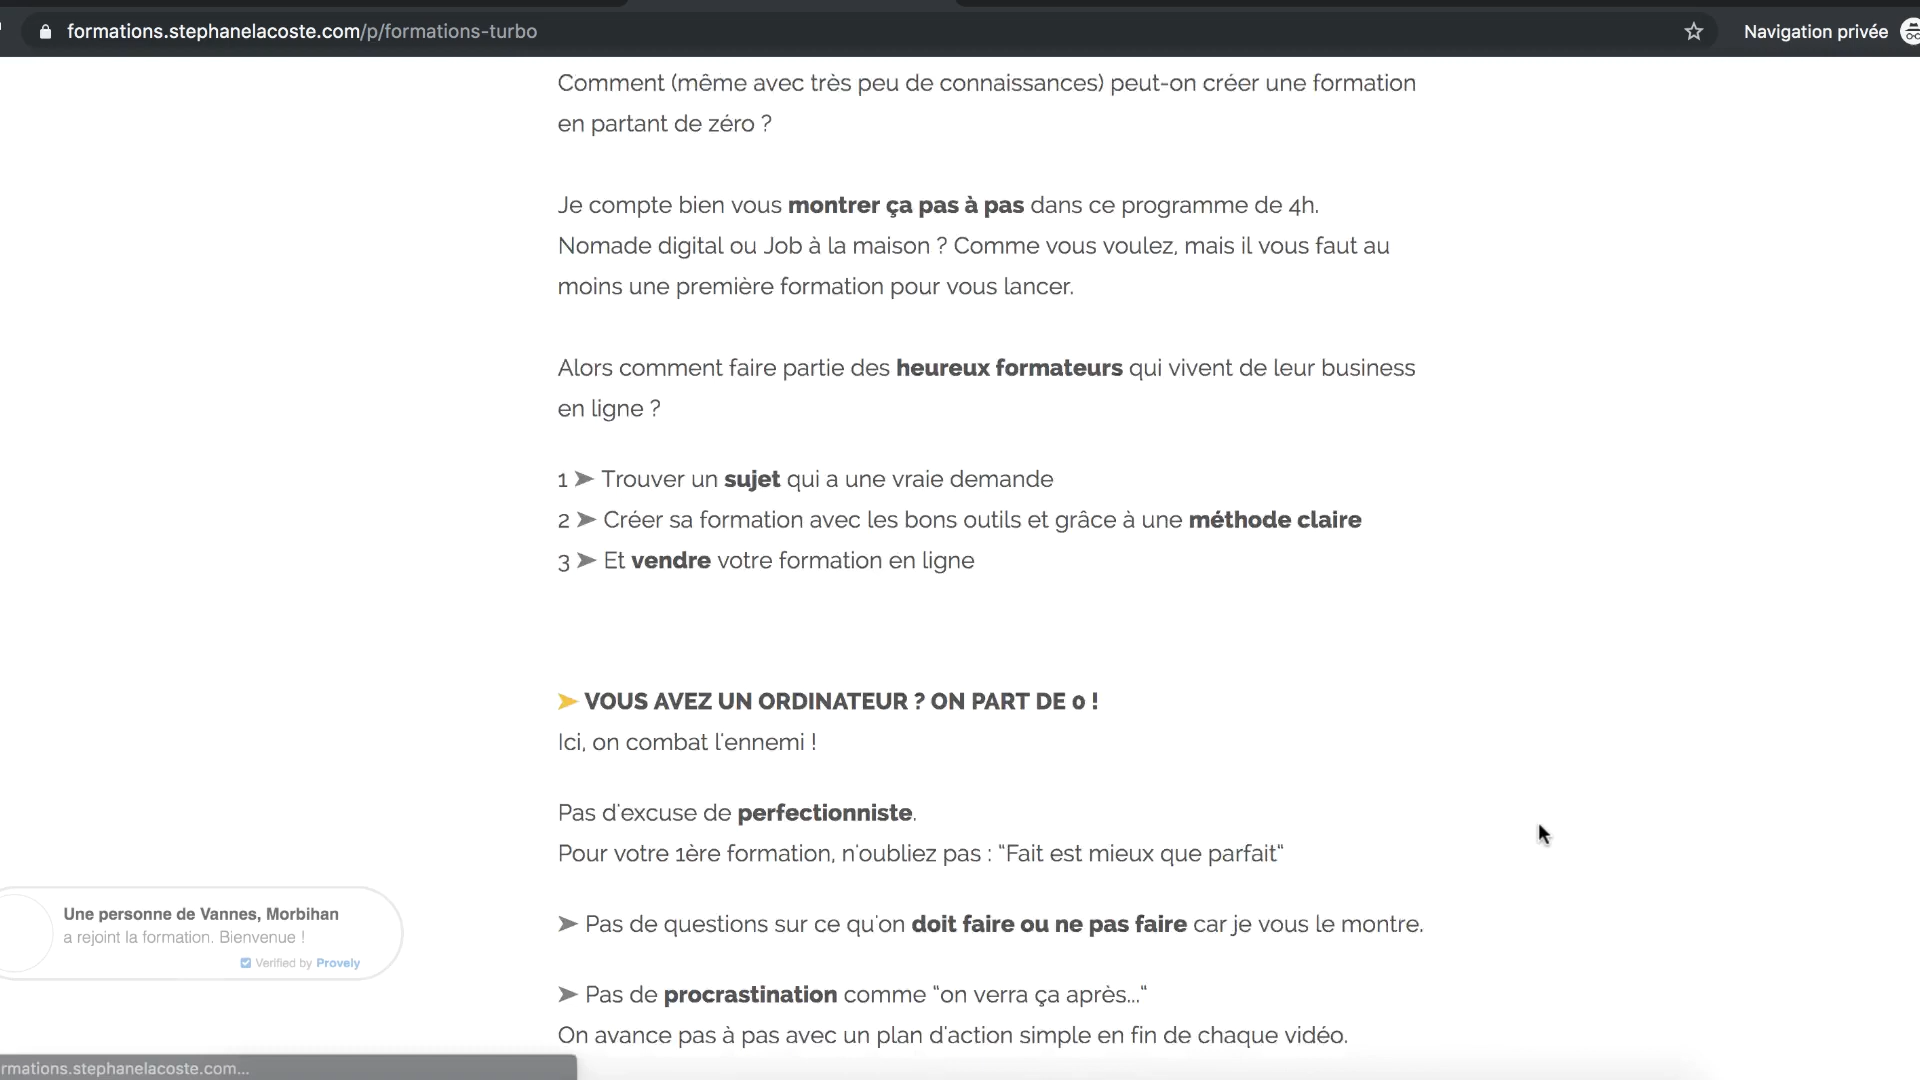 formations.stephanelacoste.com/p/formations-turbo
Navigation privée
Comment (même avec très peu de connaissances) peut-on créer une formation
en partant de zéro ?
Je compte bien vous montrer ça pas à pas dans ce programme de 4h.
Nomade digital ou Job à la maison ? Comme vous voulez, mais il vous faut au
moins une première formation pour vous lancer.
Alors comment faire partie des heureux formateurs qui vivent de leur business
en ligne ?
1 ➤ Trouver un sujet qui a une vraie demande
2 ➤ Créer sa formation avec les bons outils et grâce à une méthode claire
3 ➤ Et vendre votre formation en ligne
➤ VOUS AVEZ UN ORDINATEUR ? ON PART DE 0 !
Ici, on combat l'ennemi !
Pas d'excuse de perfectionniste.
Pour votre 1ère formation, n'oubliez pas : "Fait est mieux que parfait"
➤ Pas de questions sur ce qu'on doit faire ou ne pas faire car je vous le montre.
➤ Pas de procrastination comme "on verra ça après..."
On avance pas à pas avec un plan d'action simple en fin de chaque vidéo.
Une personne de Vannes, Morbihan
a rejoint la formation. Bienvenue !
Verified by Provely
rmations.stephanelacoste.com...